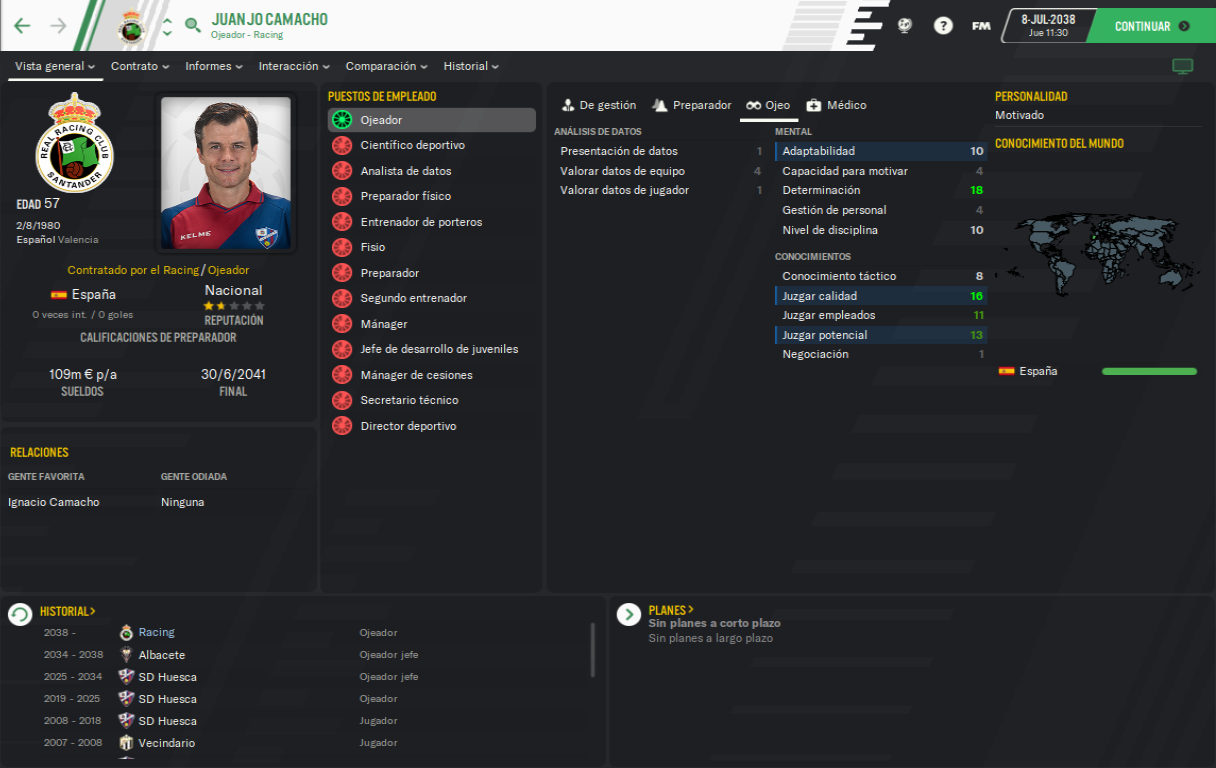 JUANJO CAMACHO
Ojeador - Racing
?
FM
8-JUL-2038
Jue 11:30
CONTINUAR
Vista general
Contrato
Informes
Interacción
Comparación
Historial
REAL RACING CLUB
SANTANDER
EDAD 57
2/8/1980
Español Valencia
KELME
Contratado por el Racing/Ojeador
España
0 veces int. / 0 goles
Nacional
REPUTACIÓN
CALIFICACIONES DE PREPARADOR
109m € p/a
SUELDOS
30/6/2041
FINAL
RELACIONES
GENTE FAVORITA
GENTE ODIADA
Ignacio Camacho
Ninguna
PUESTOS DE EMPLEADO
Ojeador
Científico deportivo
Analista de datos
Preparador físico
Entrenador de porteros
Fisio
Preparador
Segundo entrenador
Mánager
Jefe de desarrollo de juveniles
Mánager de cesiones
Secretario técnico
Director deportivo
De gestión
Preparador
Ojeo
Médico
ANÁLISIS DE DATOS
Presentación de datos 1
Valorar datos de equipo 4
Valorar datos de jugador 1
MENTAL
Adaptabilidad 10
Capacidad para motivar 4
Determinación 18
Gestión de personal 4
Nivel de disciplina 10
CONOCIMIENTOS
Conocimiento táctico 8
Juzgar calidad 16
Juzgar empleados 11
Juzgar potencial 13
Negociación 1
PERSONALIDAD
Motivado
CONOCIMIENTO DEL MUNDO
España
HISTORIAL >
2038 - Racing Ojeador
2034 - 2038 Albacete Ojeador jefe
2025 - 2034 SD Huesca Ojeador jefe
2019 - 2025 SD Huesca Ojeador
2008 - 2018 SD Huesca Jugador
2007 - 2008 Vecindario Jugador
PLANES >
Sin planes a corto plazo
Sin planes a largo plazo